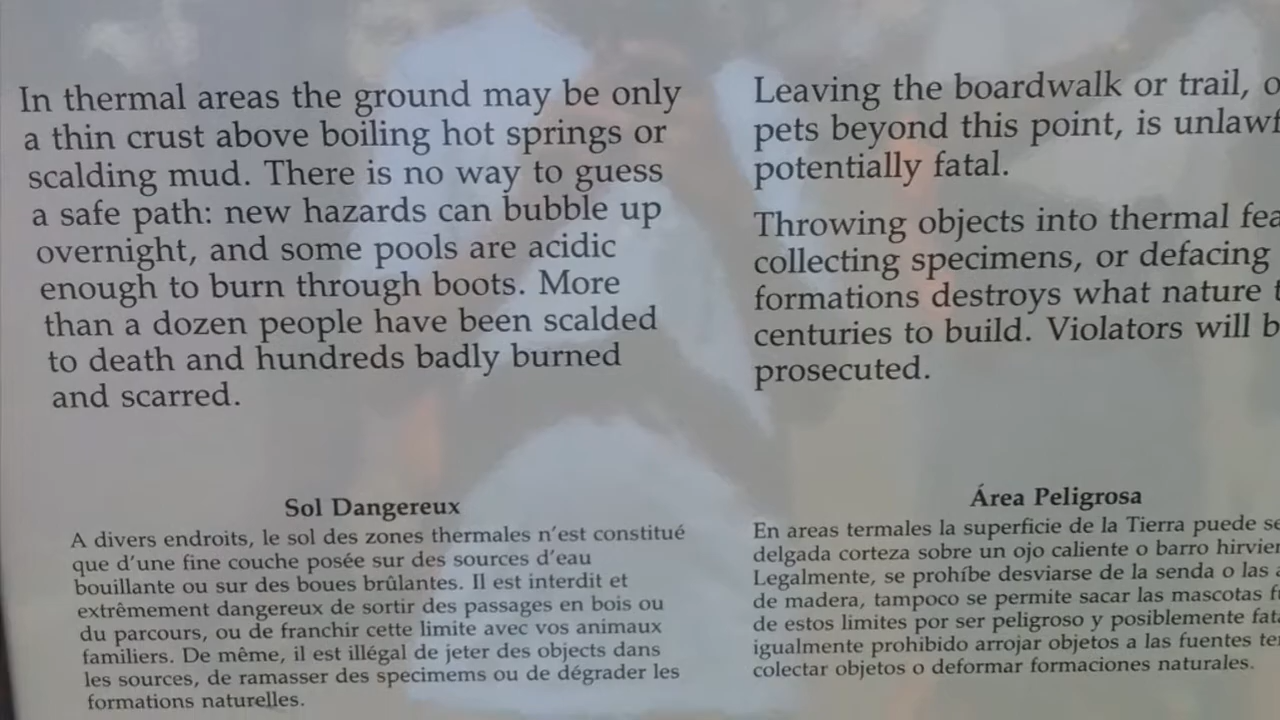 In thermal areas the ground may be only
a thin crust above boiling hot springs or
scalding mud. There is no way to guess
a safe path: new hazards can bubble up
overnight, and some pools are acidic
enough to burn through boots. More
than a dozen people have been scalded
to death and hundreds badly burned
and scarred.
Leaving the boardwalk or trail,
pets beyond this point, is
potentially fatal.
Throwing objects into thermal
collecting specimens, or defacing
formations destroys what nature
centuries to build. Violators will
prosecuted.
Sol Dangereux
A divers endroits, le sol des zones thermales n'est constitué
que d'une fine couche posée sur des sources d'eau
bouillante ou sur des boues brûlantes. Il est interdit et
extrêmement dangereux de sortir des passages en bois ou
du parcours, ou de franchir cette limite avec vos animaux
familiers. De même, il est illégal de jeter des objects dans
les sources, de ramasser des specimems ou de dégrader les
formations naturelles.
Área Peligrosa
En areas termales la superficie de la Tierra puede
delgada corteza sobre un ojo caliente o barro
Legalmente, se prohíbe desviarse de la senda o las
de madera, tampoco se permite sacar las mascotas
de estos limites por ser peligroso y posiblemente
igualmente prohibido arrojar objetos a las fuentes
colectar objetos o deformar formaciones naturales.